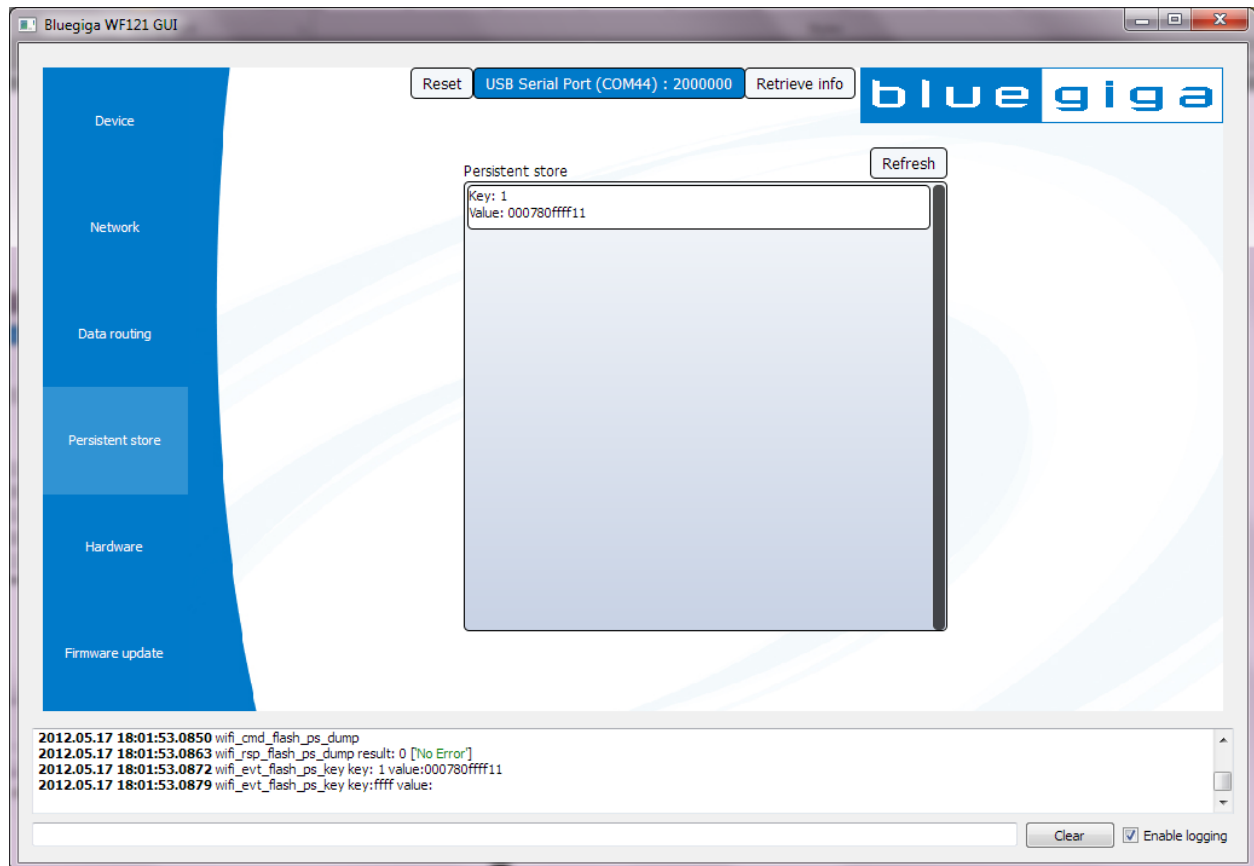 Bluegiga WF121 GUI
Reset USB Serial Port (COM44) : 2000000 Retrieve info
bluegiga
Device
Network
Data routing
Persistent store
Hardware
Firmware update
Persistent store
Refresh
Key: 1
Value: 000780ffff11
2012.05.17 18:01:53.0850 wifi_cmd_flash_ps_dump
2012.05.17 18:01:53.0863 wifi_rsp_flash_ps_dump result: 0 ['No Error']
2012.05.17 18:01:53.0872 wifi_evt_flash_ps_key key: 1 value:000780ffff11
2012.05.17 18:01:53.0879 wifi_evt_flash_ps_key key:ffff value:
Clear
Enable logging